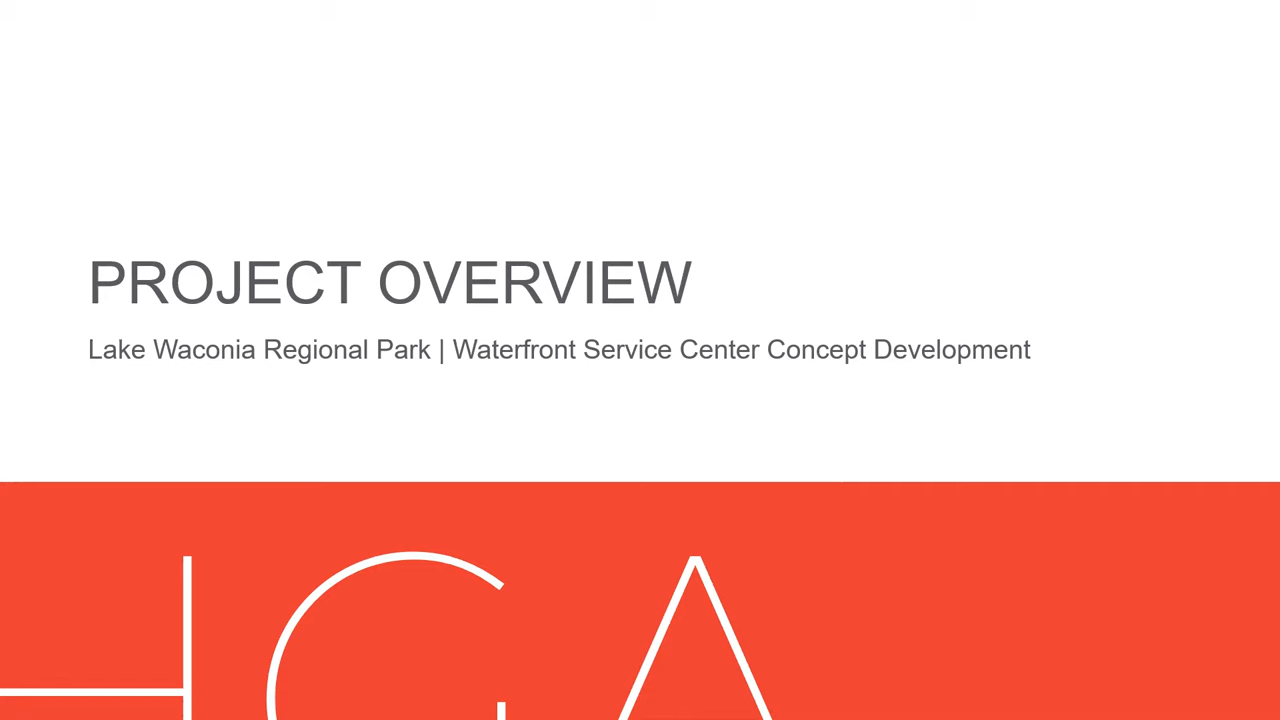 PROJECT OVERVIEW
Lake Waconia Regional Park | Waterfront Service Center Concept Development
HGA